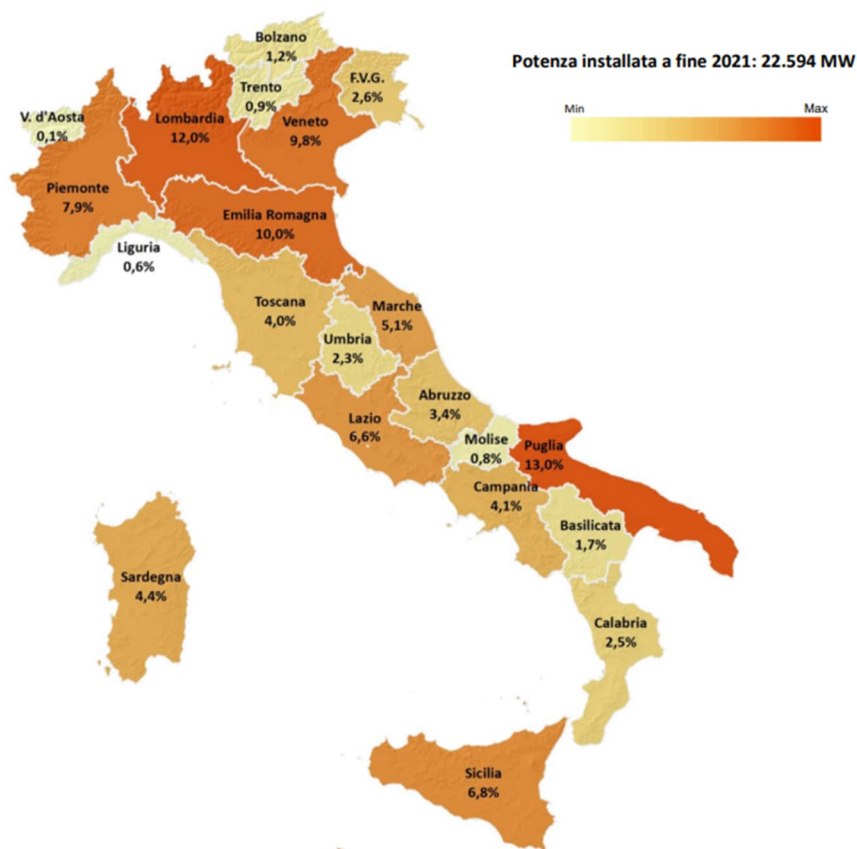 Potenza installata a fine 2021: 22.594 MW
Min
Max
Bolzano
1,2%
Trento
0,9%
F.V.G.
2,6%
V. d'Aosta
0,1%
Lombardia
12,0%
Veneto
9,8%
Piemonte
7,9%
Emilia Romagna
10,0%
Liguria
0,6%
Toscana
4,0%
Marche
5,1%
Umbria
2,3%
Abruzzo
3,4%
Lazio
6,6%
Molise
0,8%
Puglia
13,0%
Campania
4,1%
Basilicata
1,7%
Sardegna
4,4%
Calabria
2,5%
Sicilia
6,8%